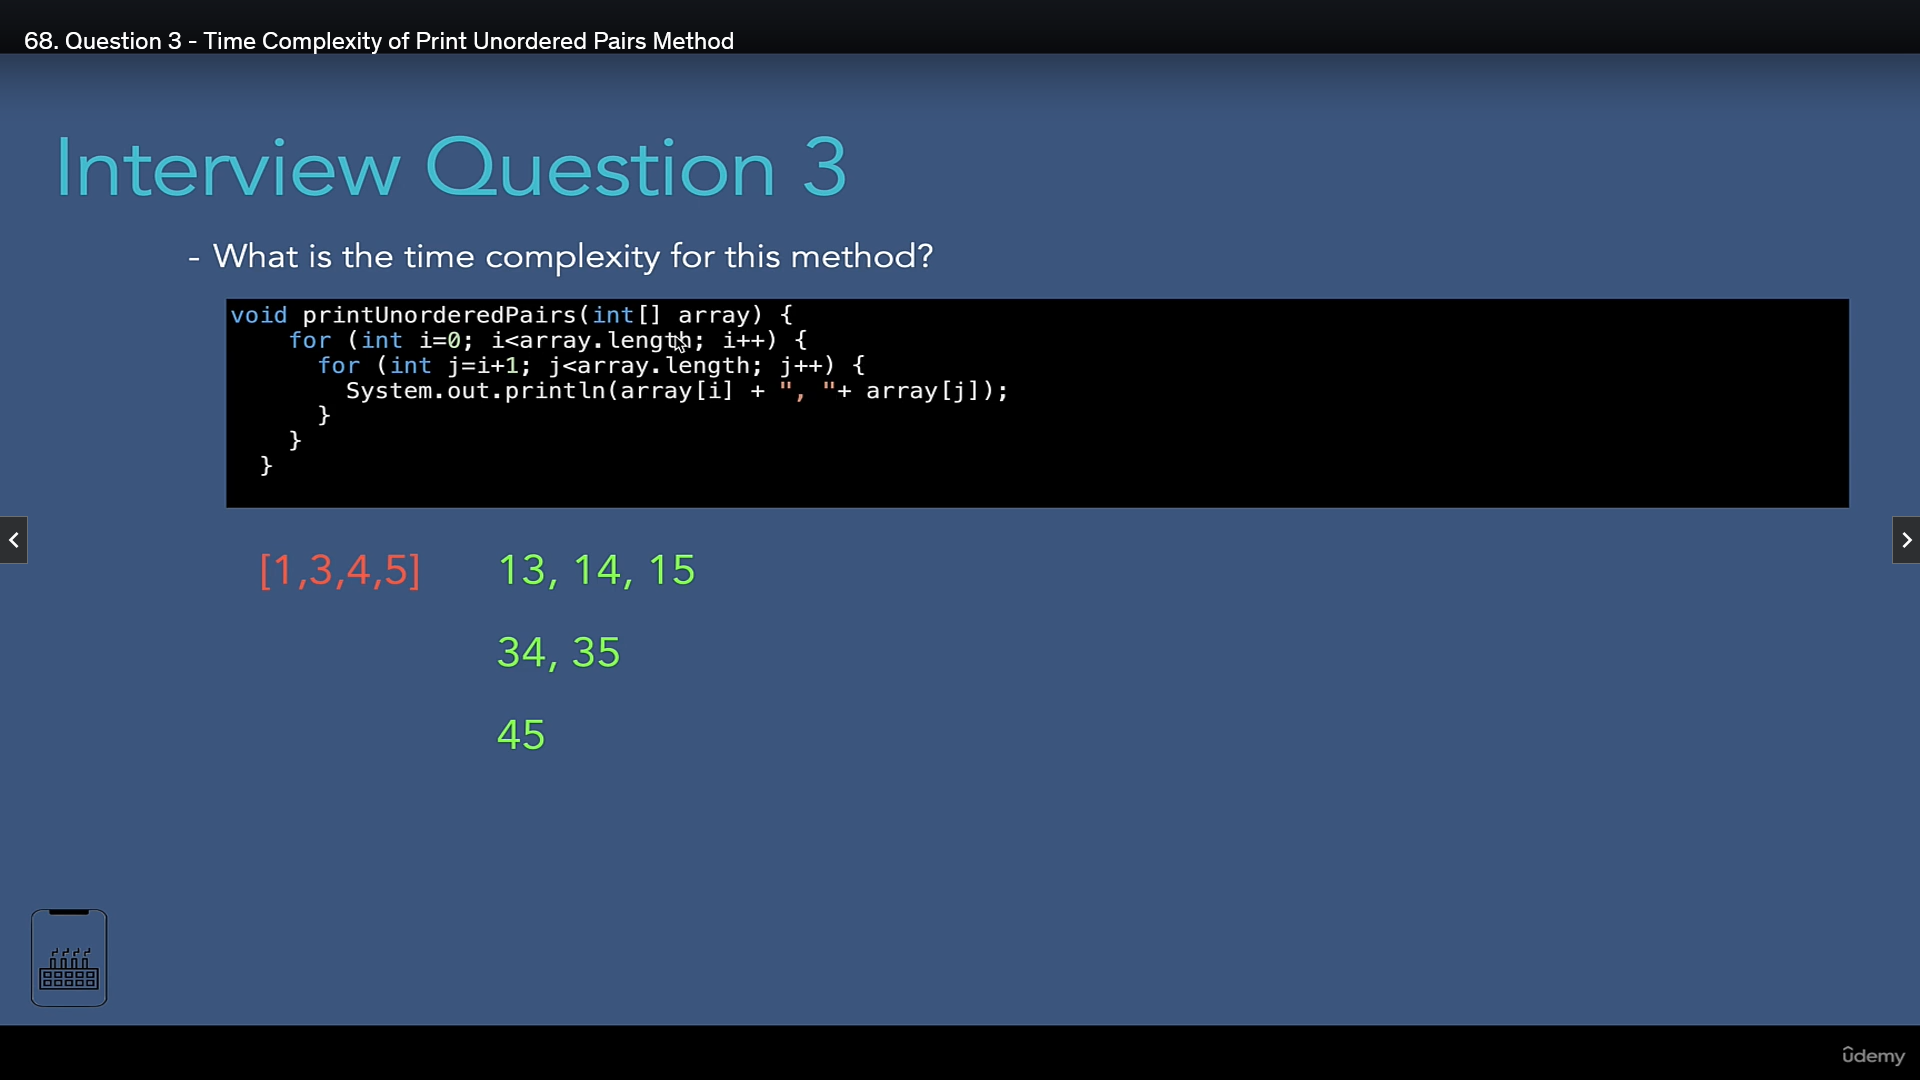 68. Question 3 - Time Complexity of Print Unordered Pairs Method
Interview Question 3
- What is the time complexity for this method?
void printUnorderedPairs(int[] array) {
for (int i=0; i<array.length; i++) {
for (int j=i+1; j<array.length; j++) {
System.out.println(array[i] + ", "+ array[j]);
}
}
}
[1,3,4,5] 13, 14, 15
34, 35
45
ûdemy